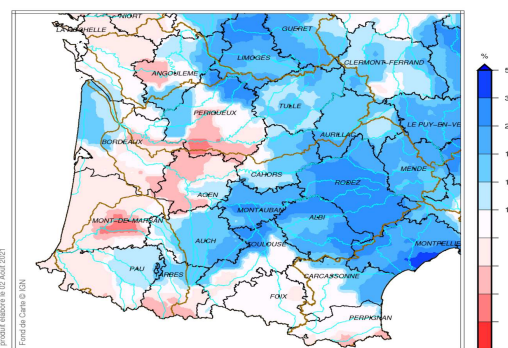 NIORT
LA ROCHELLE
GUERET
LIMOGES
CLERMONT-FERRAND
ANGOULEME
TULLE
PERIGUEUX
LE PUY-EN-VE
AURILLAC
BORDEAUX
CAHORS
MENDE
RODEZ
AGEN
MONTAUBAN
MONT-DE-MARSAN
ALBI
AUCH
TOULOUSE
MONTPELLIE
PAU
TARBES
CARCASSONNE
FOIX
PERPIGNAN
%
produit élaboré le 02 Août 2021
Fond de Carte © IGN